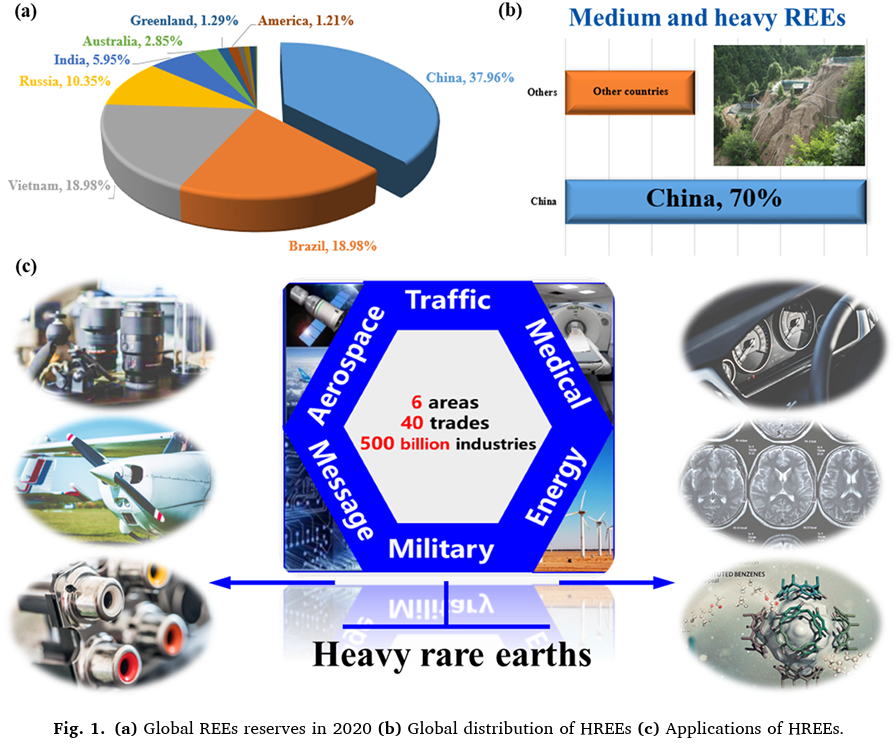 (a)
Greenland, 1.29%
America, 1.21%
Australia, 2.85%
India, 5.95%
Russia, 10.35%
China, 37.96%
Vietnam, 18.98%
Brazil, 18.98%
(b)
Medium and heavy REEs
Others
Other countries
China
China, 70%
(c)
Traffic
Aerospace
Medical
6 areas
40 trades
500 billion industries
Message
Energy
Military
TUTED BENZENES
Heavy rare earths
Fig. 1. (a) Global REEs reserves in 2020 (b) Global distribution of HREEs (c) Applications of HREEs.